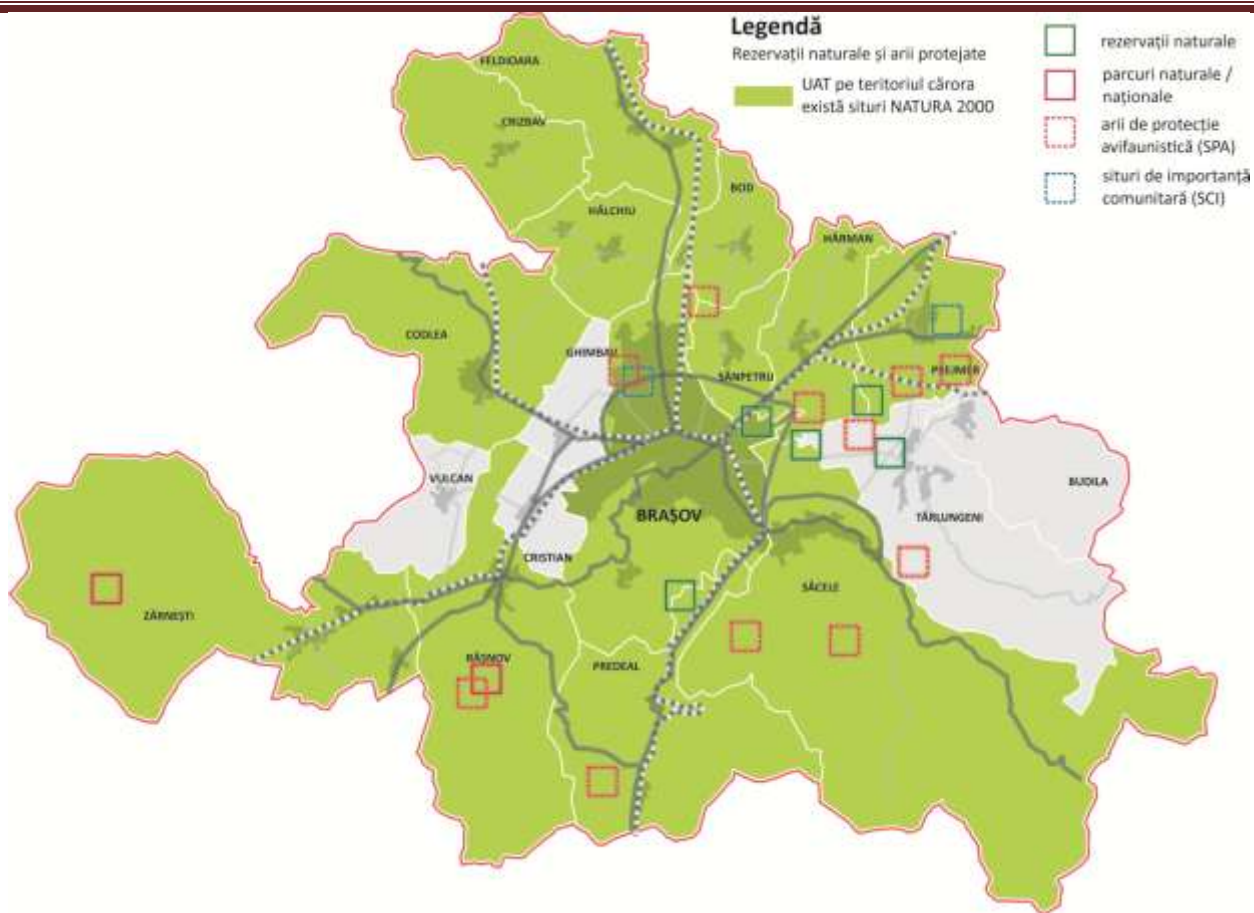 Legendă
Rezervații naturale și arii protejate
UAT pe teritoriul cărora
există situri NATURA 2000
rezervații naturale
parcuri naturale /
naționale
arii de protecție
avifaunistică (SPA)
situri de importanță
comunitară (SCI)
FELDIOARA
CRIZBAV
BOD
HĂLCHIU
HĂRMAN
CODLEA
GHIMBAV
SÂNPETRU
PREJMER
VULCAN
BUDILA
BRAȘOV
TĂRLUNGENI
CRISTIAN
SĂCELE
ZĂRNEȘTI
RÂȘNOV
PREDEAL